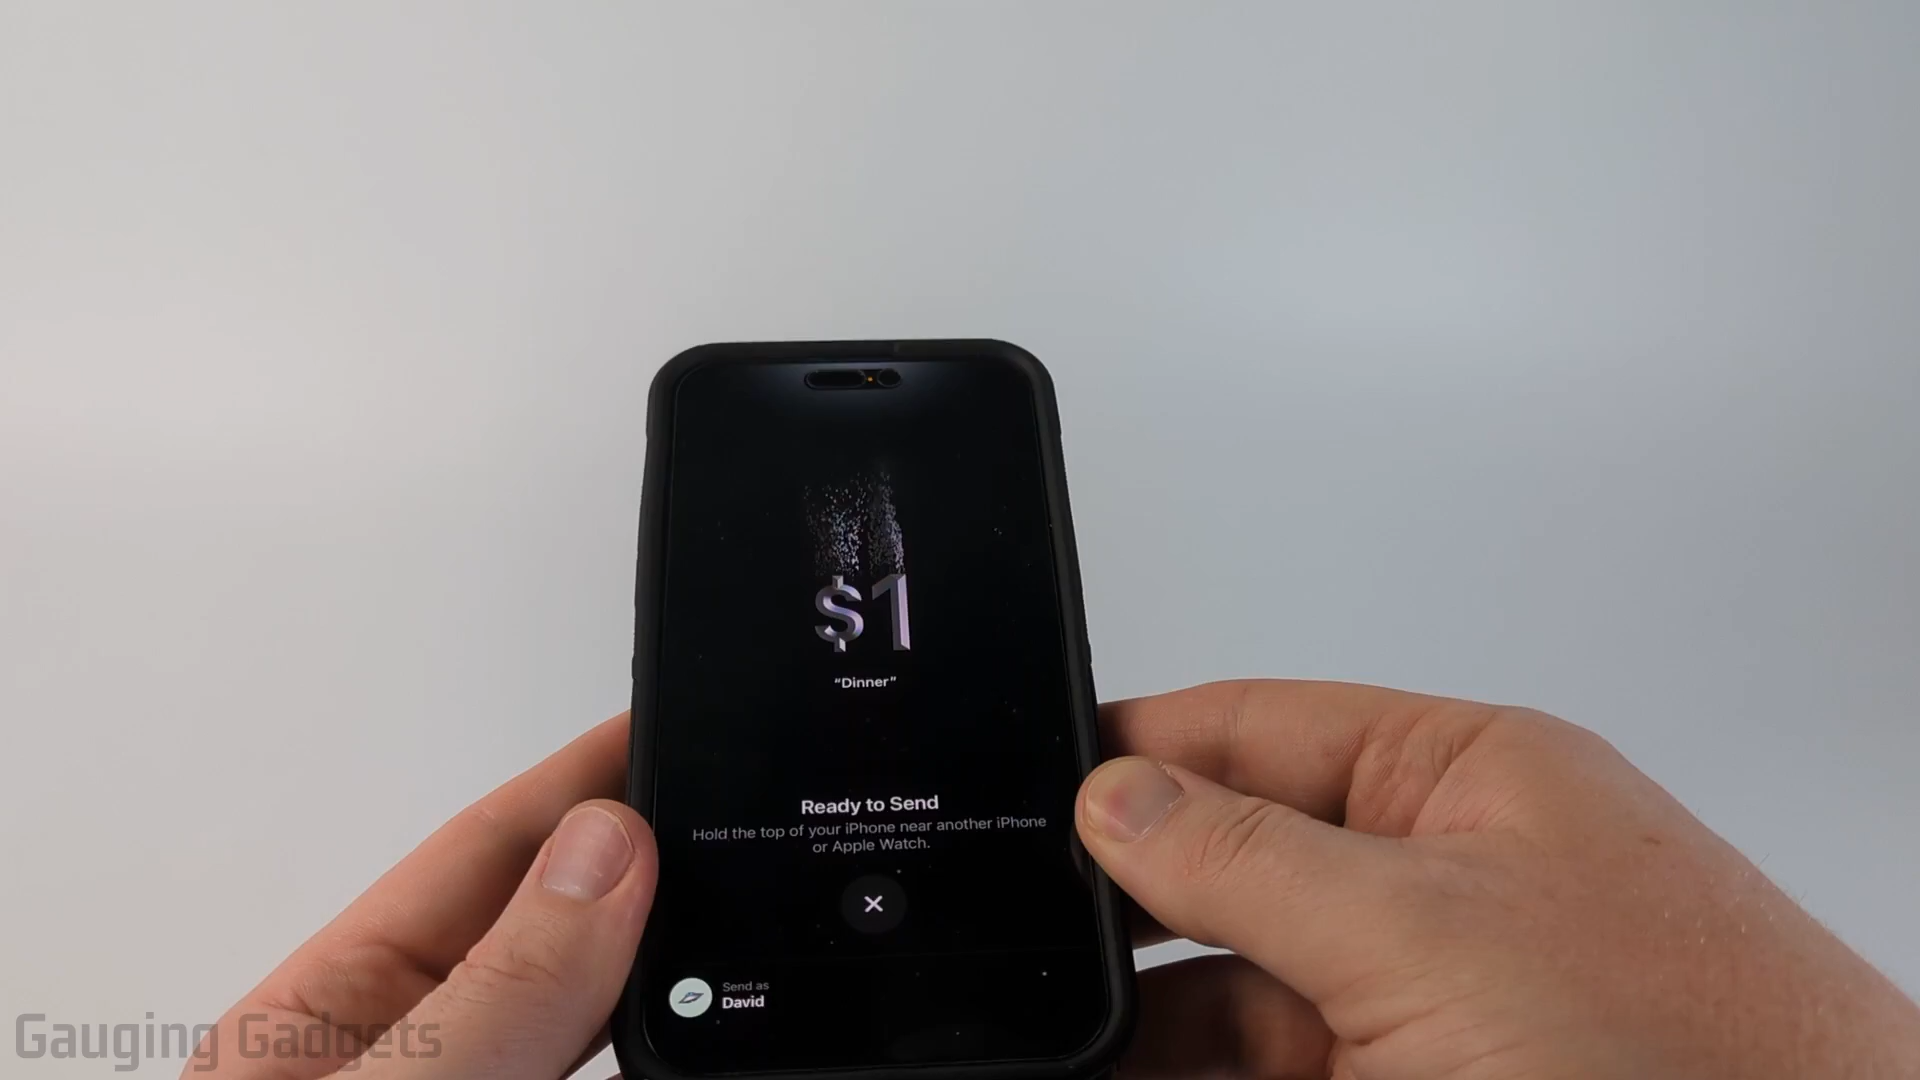 $1
“Dinner”
Ready to Send
Hold the top of your iPhone near another iPhone
or Apple Watch.
Send as
David
Gauging Gadgets